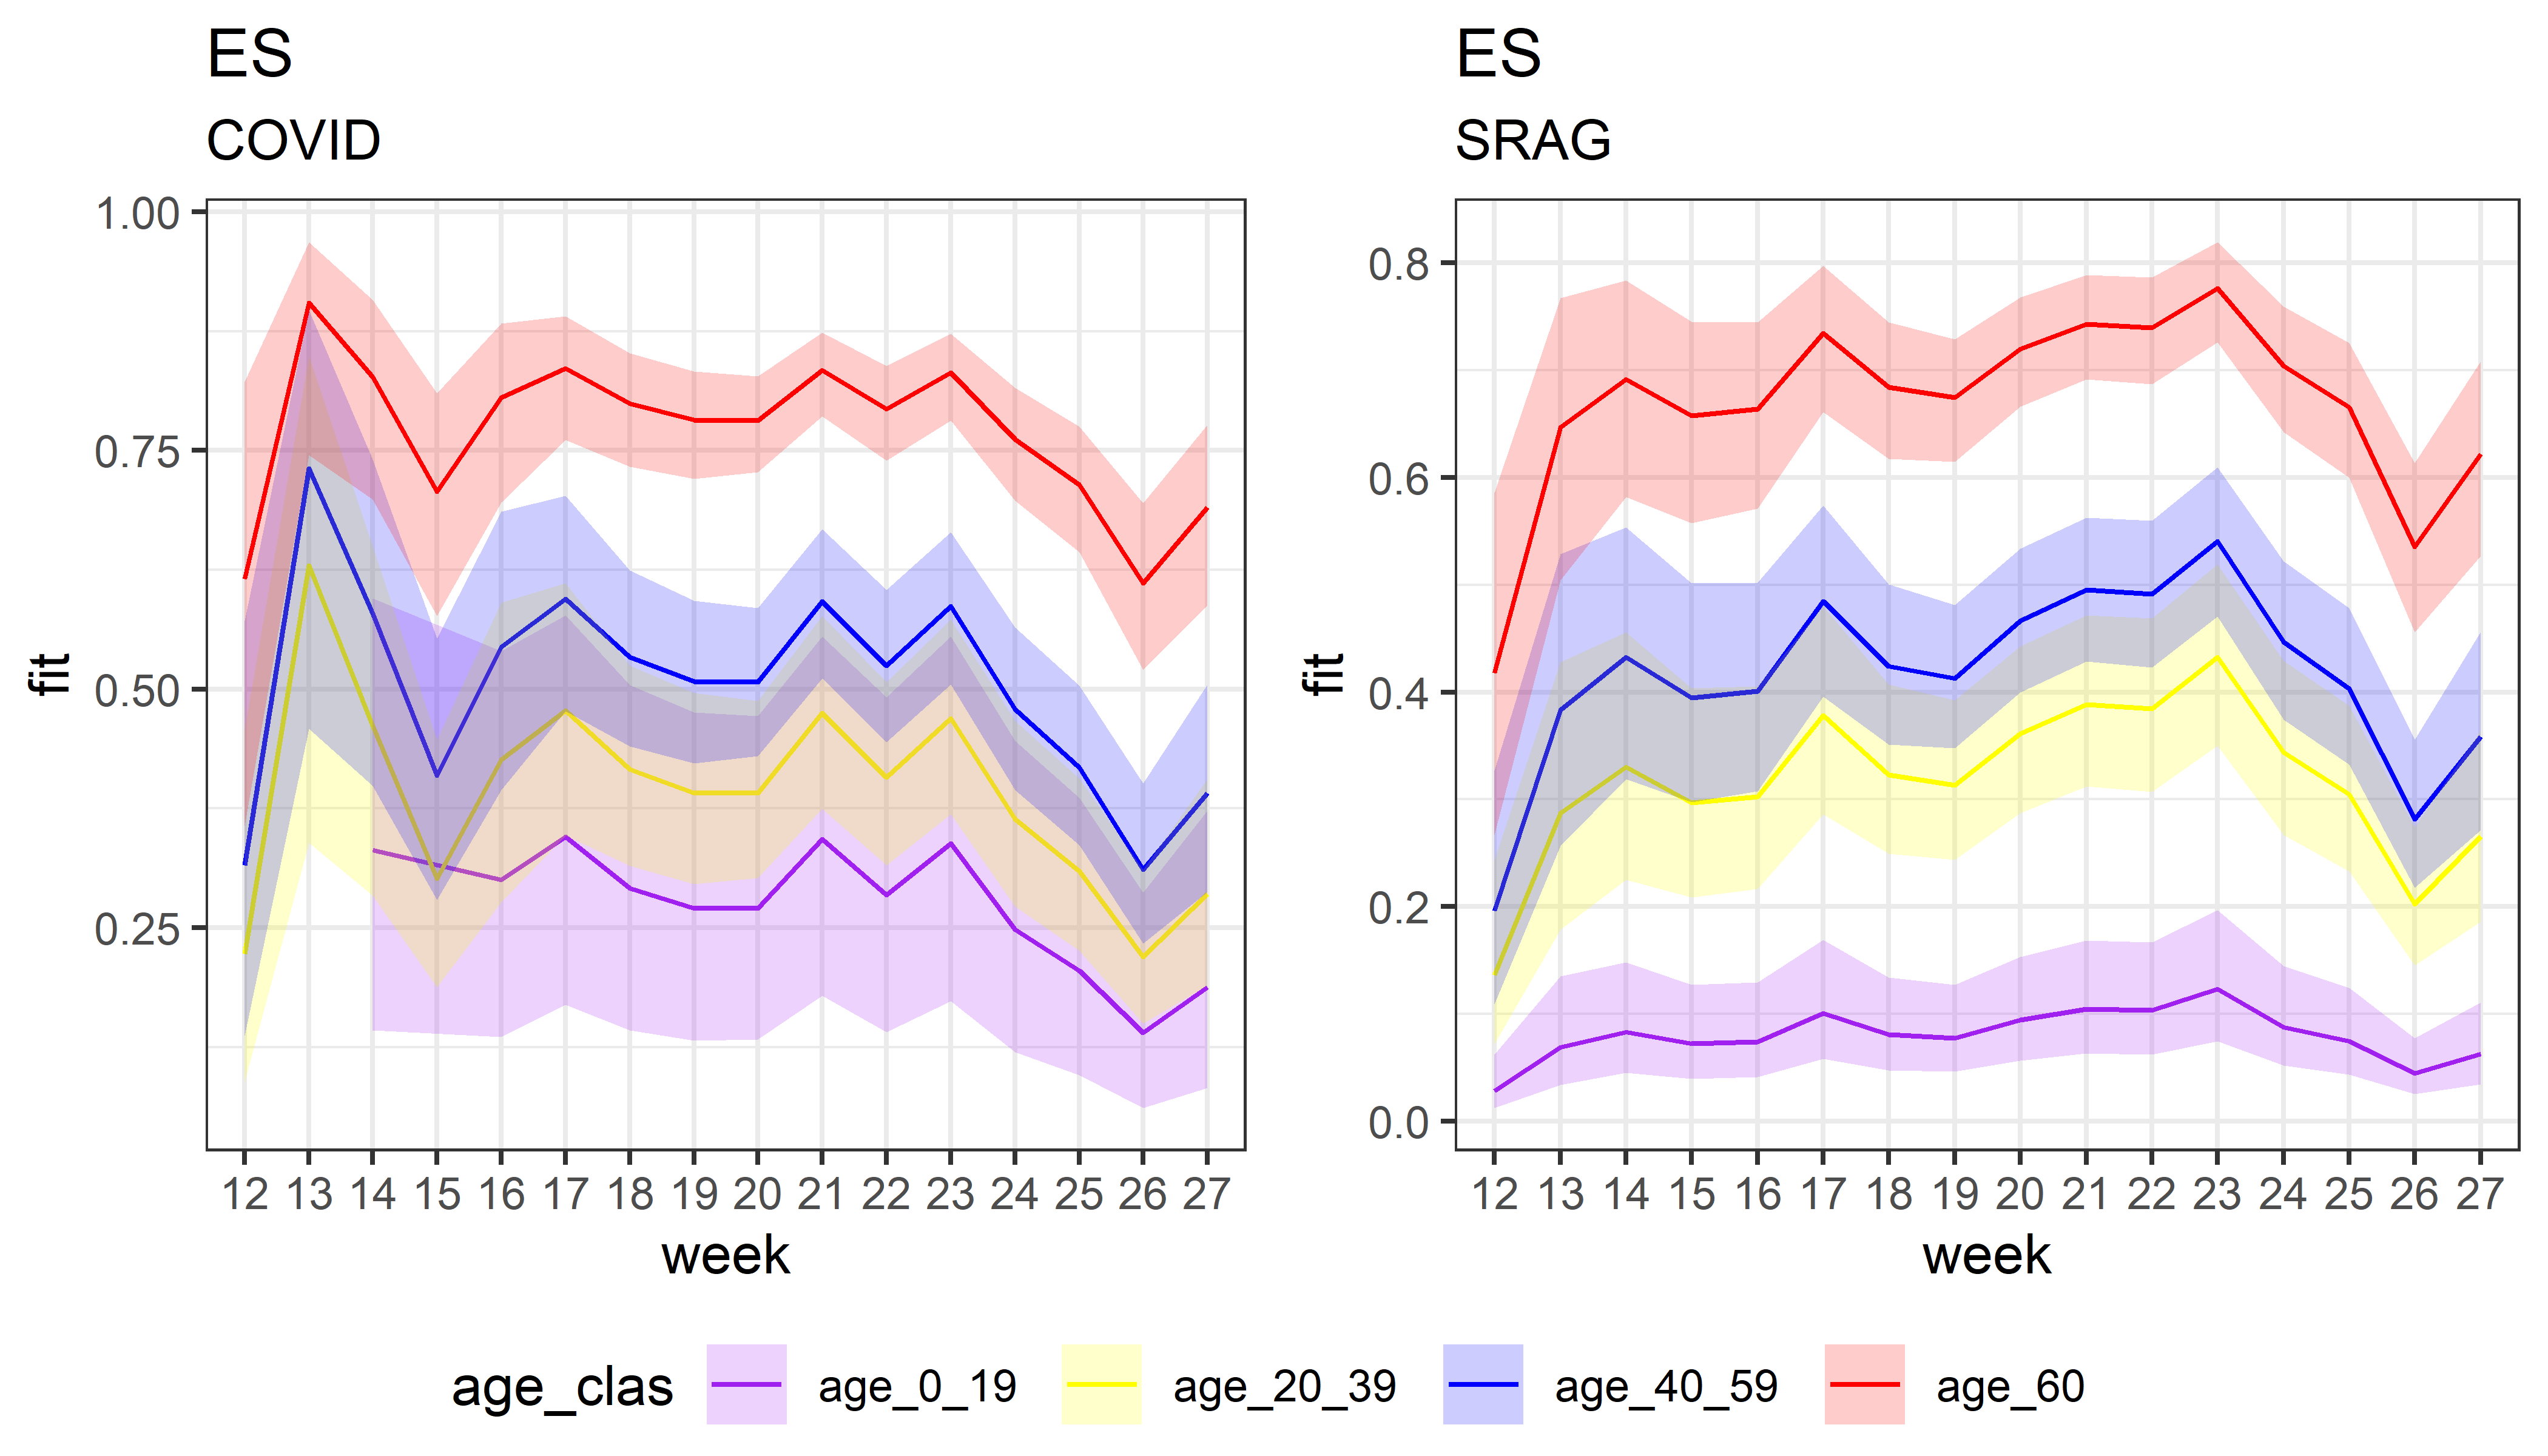 ES
COVID
1.00
0.75
0.50
0.25
fit
12 13 14 15 16 17 18 19 20 21 22 23 24 25 26 27
week
ES
SRAG
0.8
0.6
0.4
0.2
0.0
fit
12 13 14 15 16 17 18 19 20 21 22 23 24 25 26 27
week
age_clas age_0_19 age_20_39 age_40_59 age_60